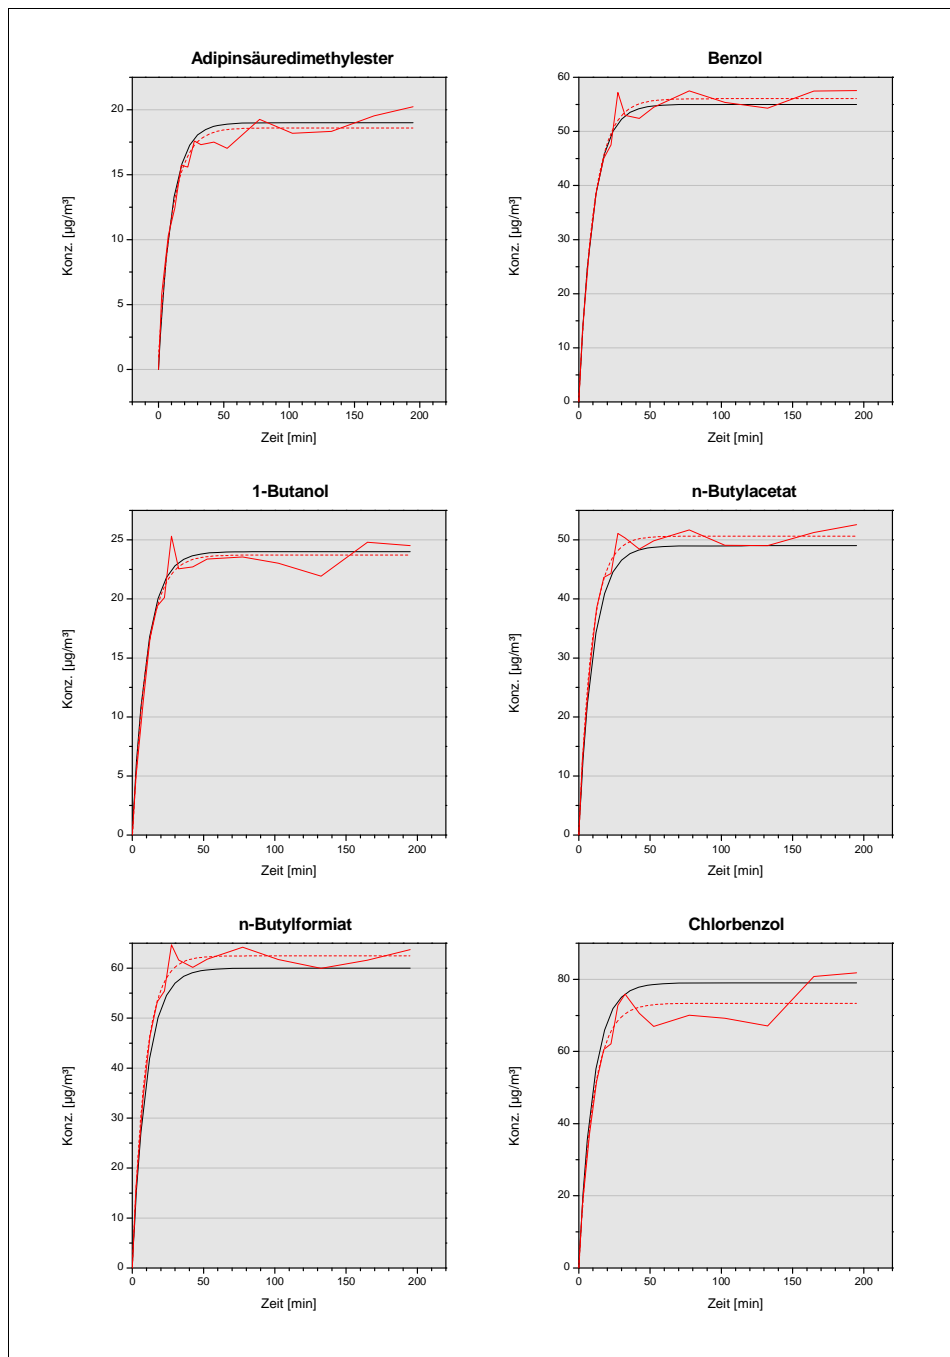 Adipinsäuredimethylester
20
15
10
5
0
0 50 100 150 200
Konz. [µg/m³]
Zeit [min]
Benzol
60
50
40
30
20
10
0
0 50 100 150 200
Konz. [µg/m³]
Zeit [min]
1-Butanol
25
20
25
10
5
0
0 50 100 150 200
Konz. [µg/m³]
Zeit [min]
n-Butylacetat
50
40
30
20
10
0
0 50 100 150 200
Konz. [µg/m³]
Zeit [min]
n-Butylformiat
60
50
40
30
20
10
0
0 50 100 150 200
Konz. [µg/m³]
Zeit [min]
Chlorbenzol
80
60
40
20
0
0 50 100 150 200
Konz. [µg/m³]
Zeit [min]